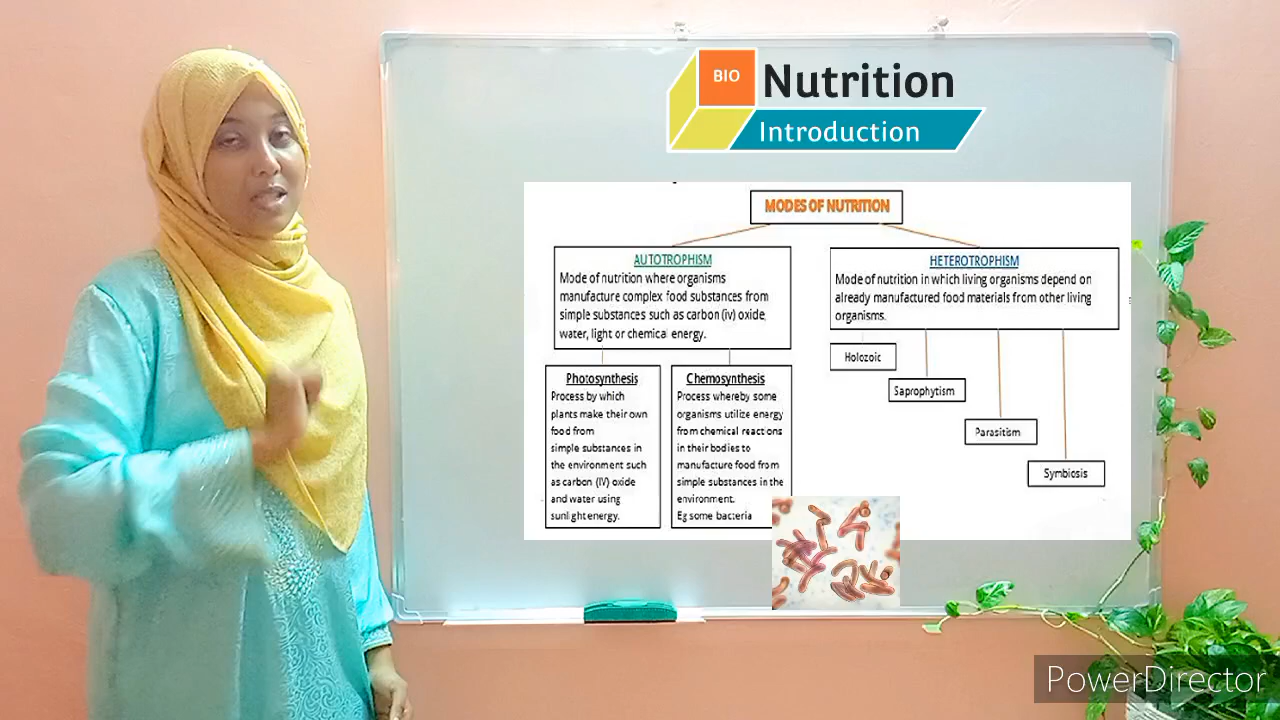 BIO
Nutrition
Introduction
MODES OF NUTRITION
AUTOTROPHISM
Mode of nutrition where organisms
manufacture complex food substances from
simple substances such as carbon (iv) oxide,
water, light or chemical energy.
HETEROTROPHISM
Mode of nutrition in which living organisms depend on
already manufactured food materials from other living
organisms.
Photosynthesis
Process by which
plants make their own
food from
simple substances in
the environment such
as carbon (IV) oxide
and water using
sunlight energy.
Chemosynthesis
Process whereby some
organisms utilize energy
from chemical reactions
in their bodies to
manufacture food from
simple substances in the
environment.
Eg some bacteria
Holozoic
Saprophytism
Parasitism
Symbiosis
PowerDirector